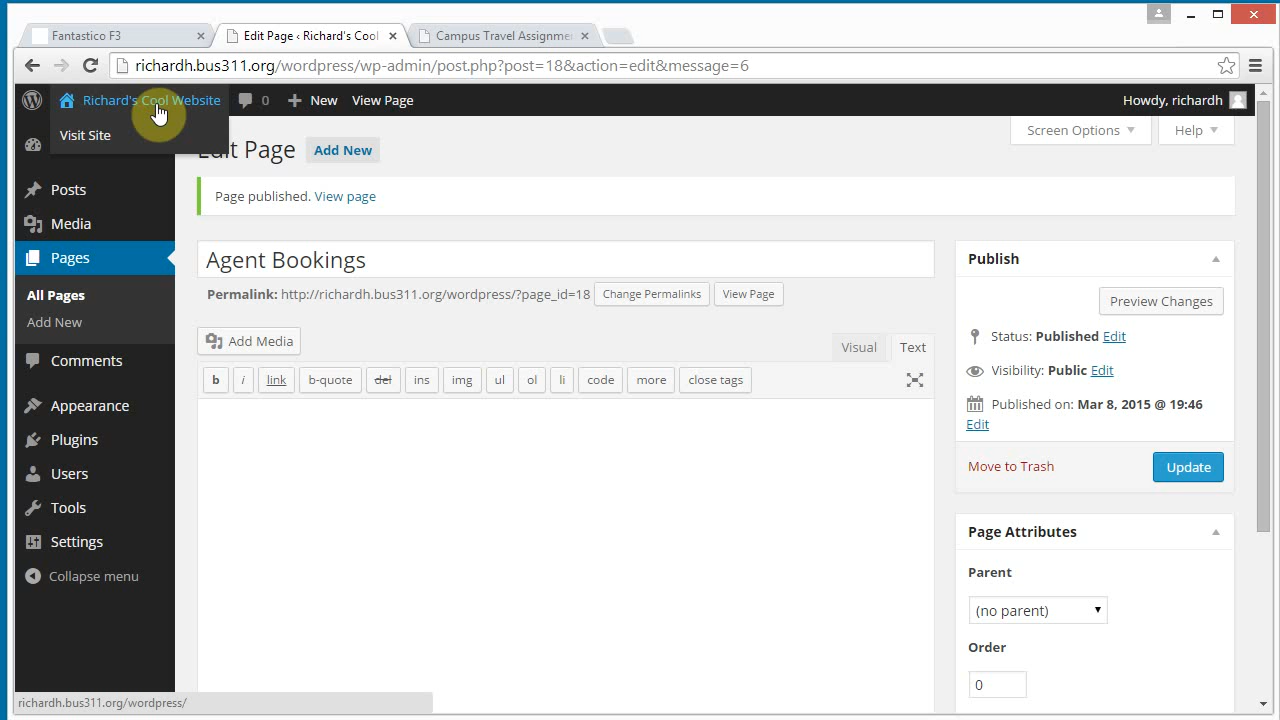 Fantastico F3
Edit Page ‹ Richard's Cool
Campus Travel Assignme
richardh.bus311.org/wordpress/wp-admin/post.php?post=18&action=edit&message=6
Richard's Cool Website
0
New
View Page
Howdy, richardh
Visit Site
Edit Page
Add New
Screen Options
Help
Page published. View page
Posts
Media
Pages
All Pages
Add New
Comments
Appearance
Plugins
Users
Tools
Settings
Collapse menu
Agent Bookings
Permalink: http://richardh.bus311.org/wordpress/?page_id=18
Change Permalinks
View Page
Add Media
Visual
Text
b
i
link
b-quote
del
ins
img
ul
ol
li
code
more
close tags
Publish
Preview Changes
Status: Published Edit
Visibility: Public Edit
Published on: Mar 8, 2015 @ 19:46
Edit
Move to Trash
Update
Page Attributes
Parent
(no parent)
Order
0
richardh.bus311.org/wordpress/